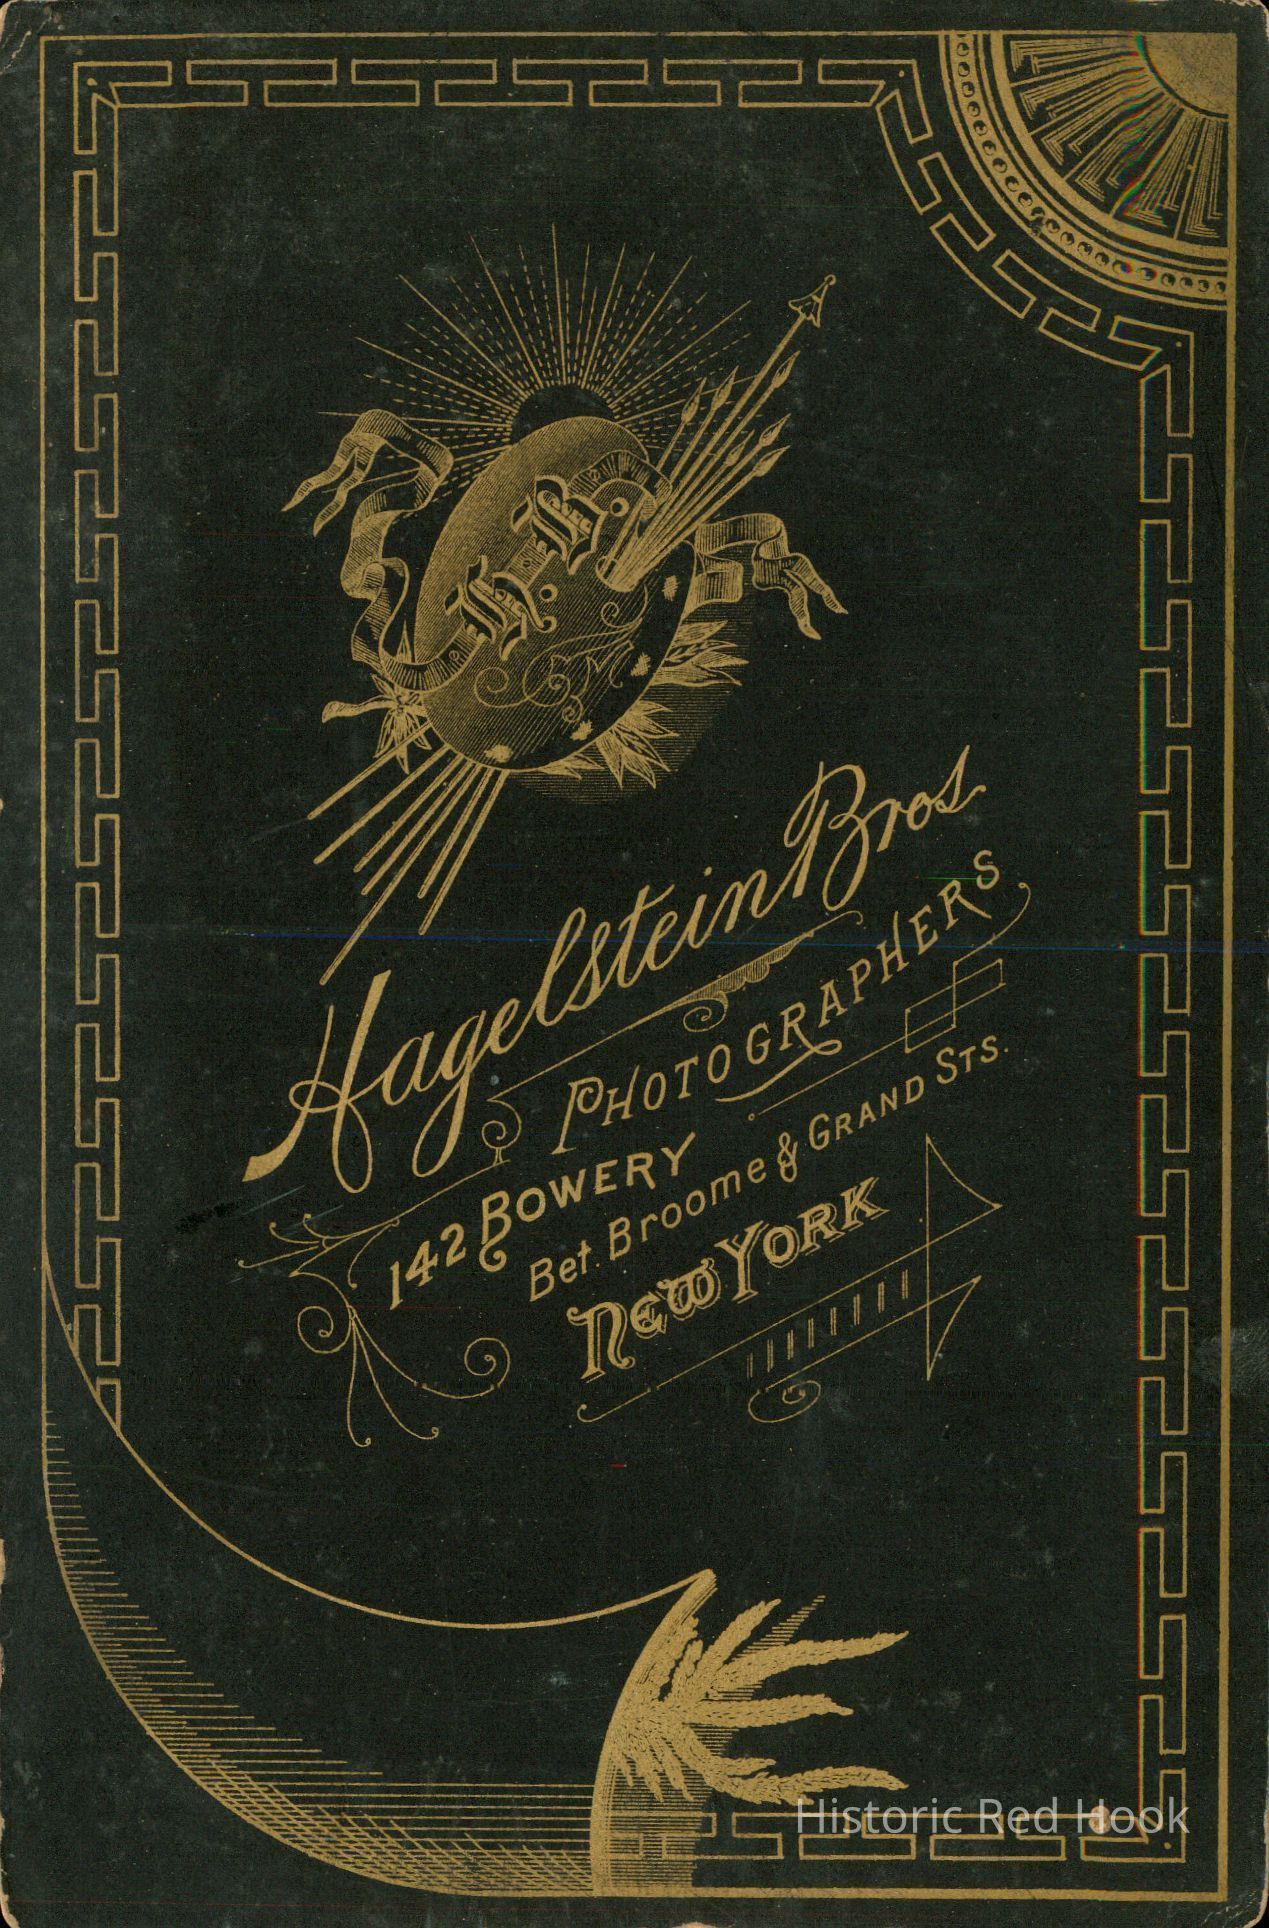 H. B.
Hagelstein Bros.
PHOTOGRAPHERS
142 BOWERY
Bet. Broome & GRAND STS.
NEW YORK
Historic Red Hook